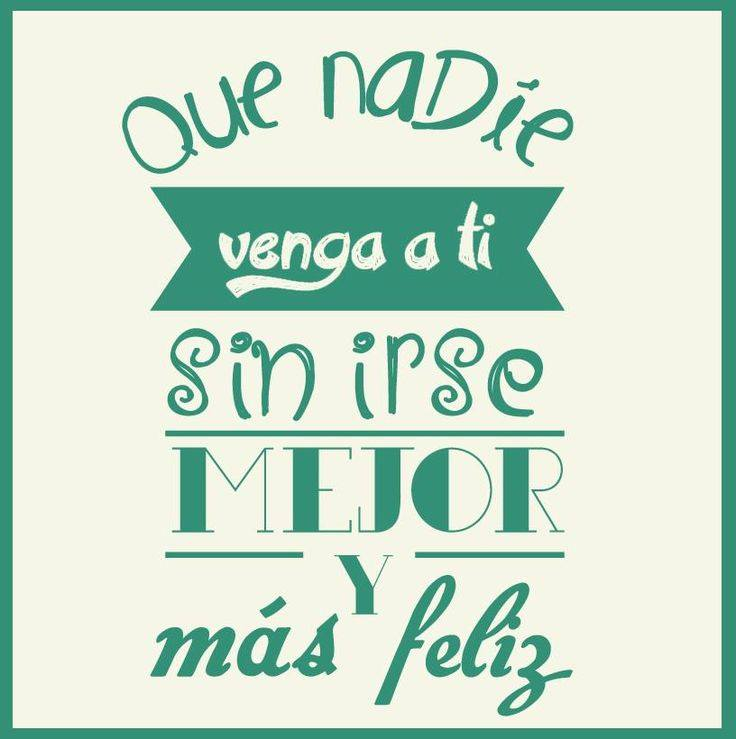 Que nadie
venga a ti
sin irse
MEJOR
Y
más feliz